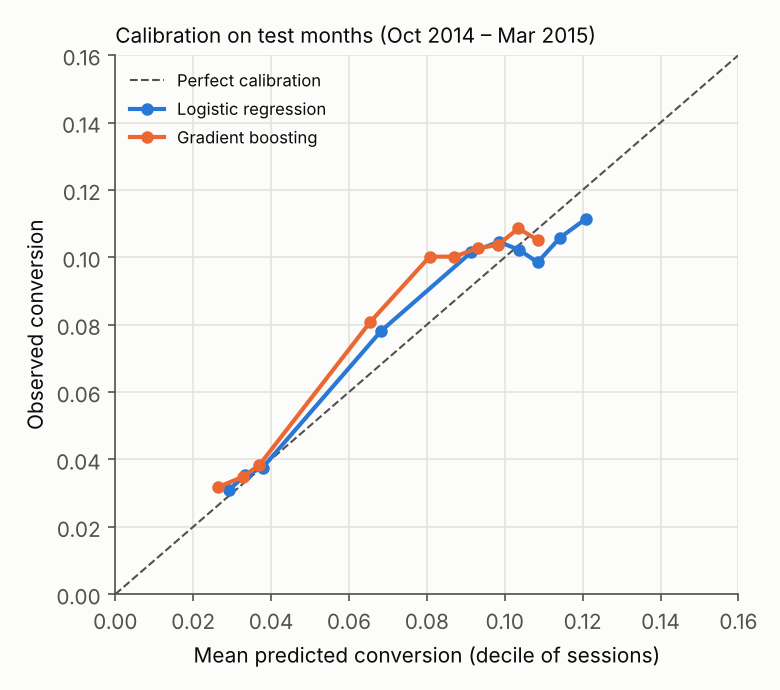 Calibration on test months (Oct 2014 – Mar 2015)
Perfect calibration
Logistic regression
Gradient boosting
Observed conversion
0.16
0.14
0.12
0.10
0.08
0.06
0.04
0.02
0.00
0.00 0.02 0.04 0.06 0.08 0.10 0.12 0.14 0.16
Mean predicted conversion (decile of sessions)